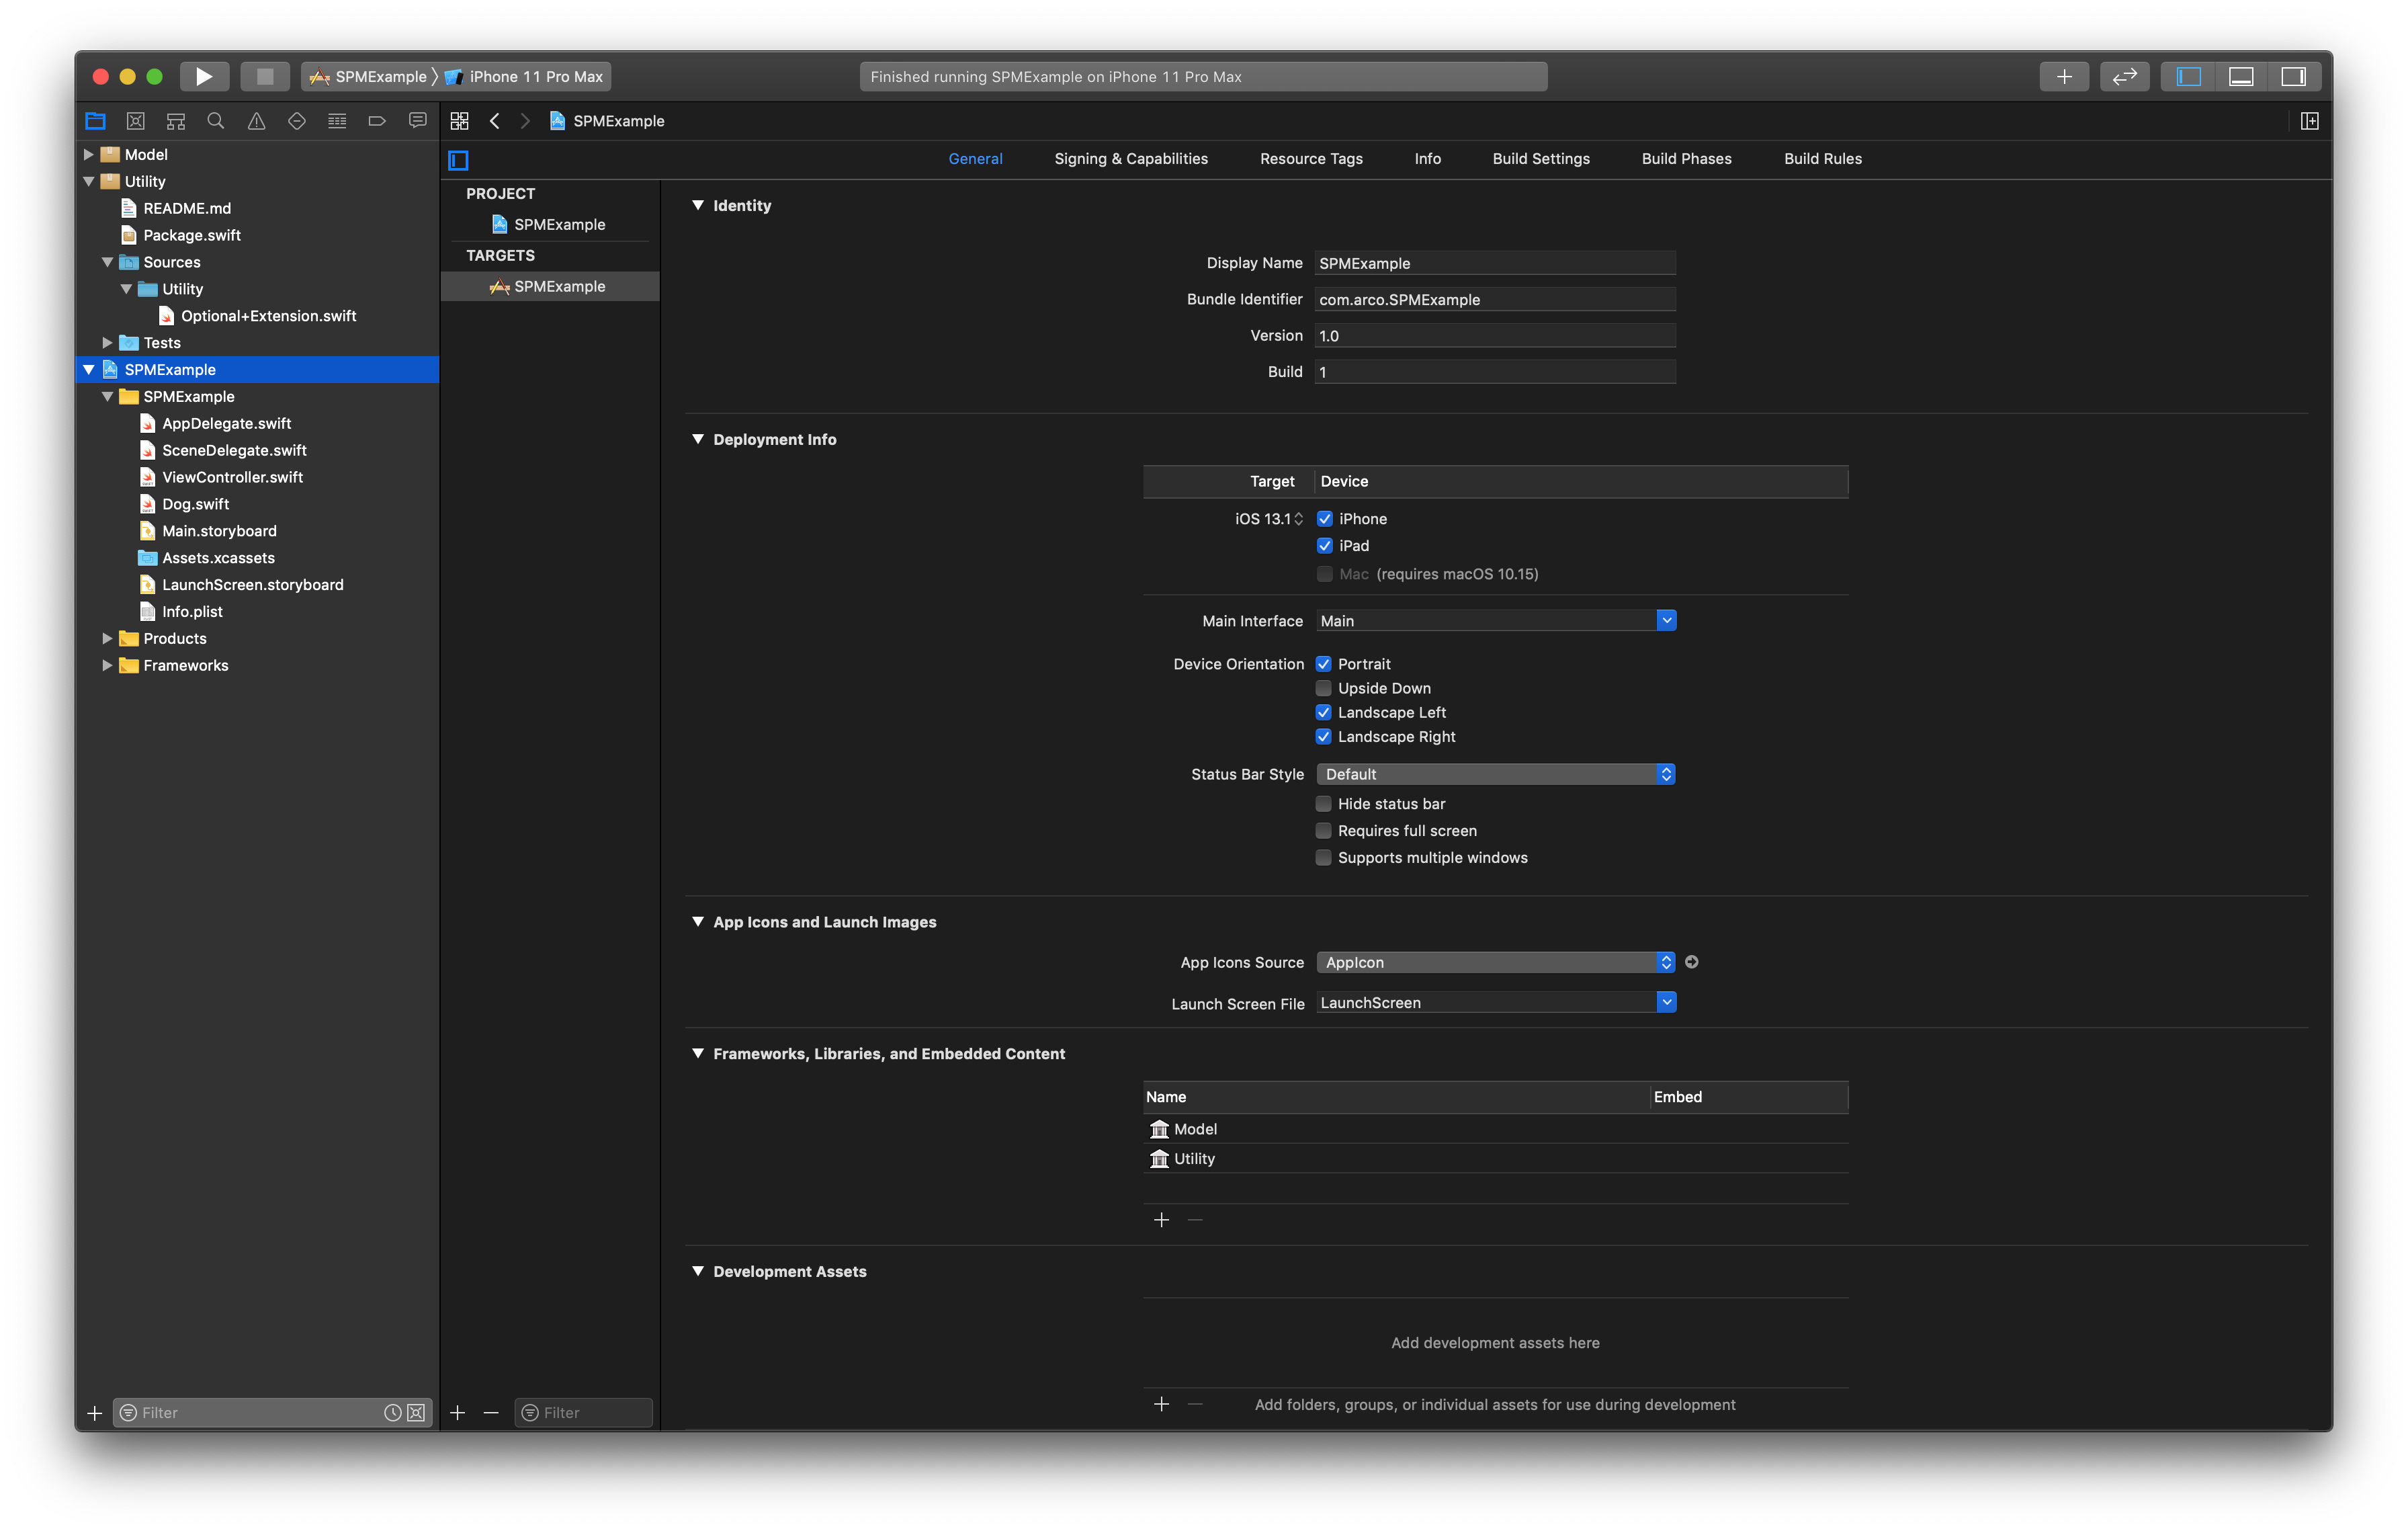 SPMExample iPhone 11 Pro Max
Finished running SPMExample on iPhone 11 Pro Max
SPMExample
Model
Utility
README.md
Package.swift
Sources
Utility
Optional+Extension.swift
Tests
SPMExample
SPMExample
AppDelegate.swift
SceneDelegate.swift
ViewController.swift
Dog.swift
Main.storyboard
Assets.xcassets
LaunchScreen.storyboard
Info.plist
Products
Frameworks
Filter
General Signing & Capabilities Resource Tags Info Build Settings Build Phases Build Rules
PROJECT
SPMExample
TARGETS
SPMExample
Filter
Identity
Display Name SPMExample
Bundle Identifier com.arco.SPMExample
Version 1.0
Build 1
Deployment Info
Target Device
iOS 13.1 iPhone
iPad
Mac (requires macOS 10.15)
Main Interface Main
Device Orientation Portrait
Upside Down
Landscape Left
Landscape Right
Status Bar Style Default
Hide status bar
Requires full screen
Supports multiple windows
App Icons and Launch Images
App Icons Source AppIcon
Launch Screen File LaunchScreen
Frameworks, Libraries, and Embedded Content
Name Embed
Model
Utility
Development Assets
Add development assets here
Add folders, groups, or individual assets for use during development